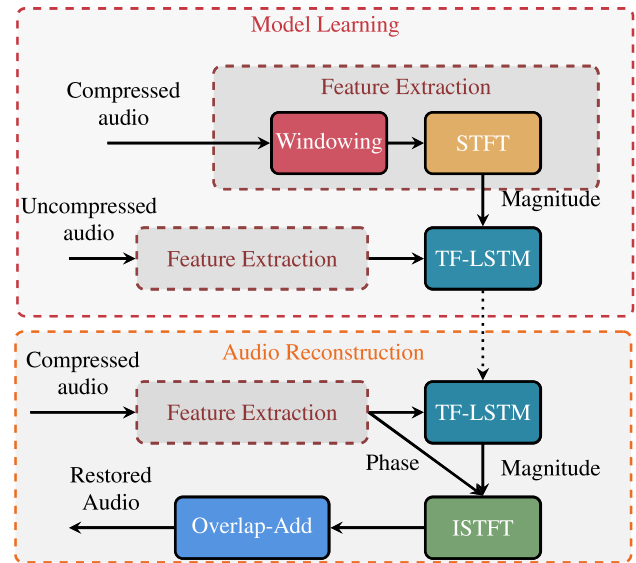 Model Learning
Compressed
audio
Feature Extraction
Windowing
STFT
Magnitude
Uncompressed
audio
Feature Extraction
TF-LSTM
Audio Reconstruction
Compressed
audio
Feature Extraction
TF-LSTM
Phase
Magnitude
Restored
Audio
Overlap-Add
ISTFT